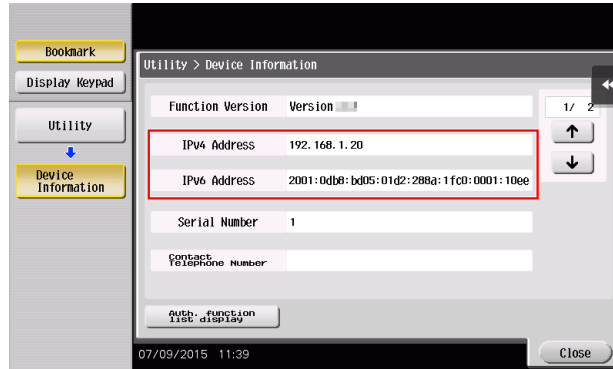 Bookmark
Display Keypad
Utility
Device
Information
Utility > Device Information
Function Version Version
1/ 2
IPv4 Address 192.168.1.20
IPv6 Address 2001:0db8:bd05:01d2:288a:1fc0:0001:10ee
Serial Number 1
Contact
Telephone Number
Auth. function
list display
07/09/2015 11:39
Close